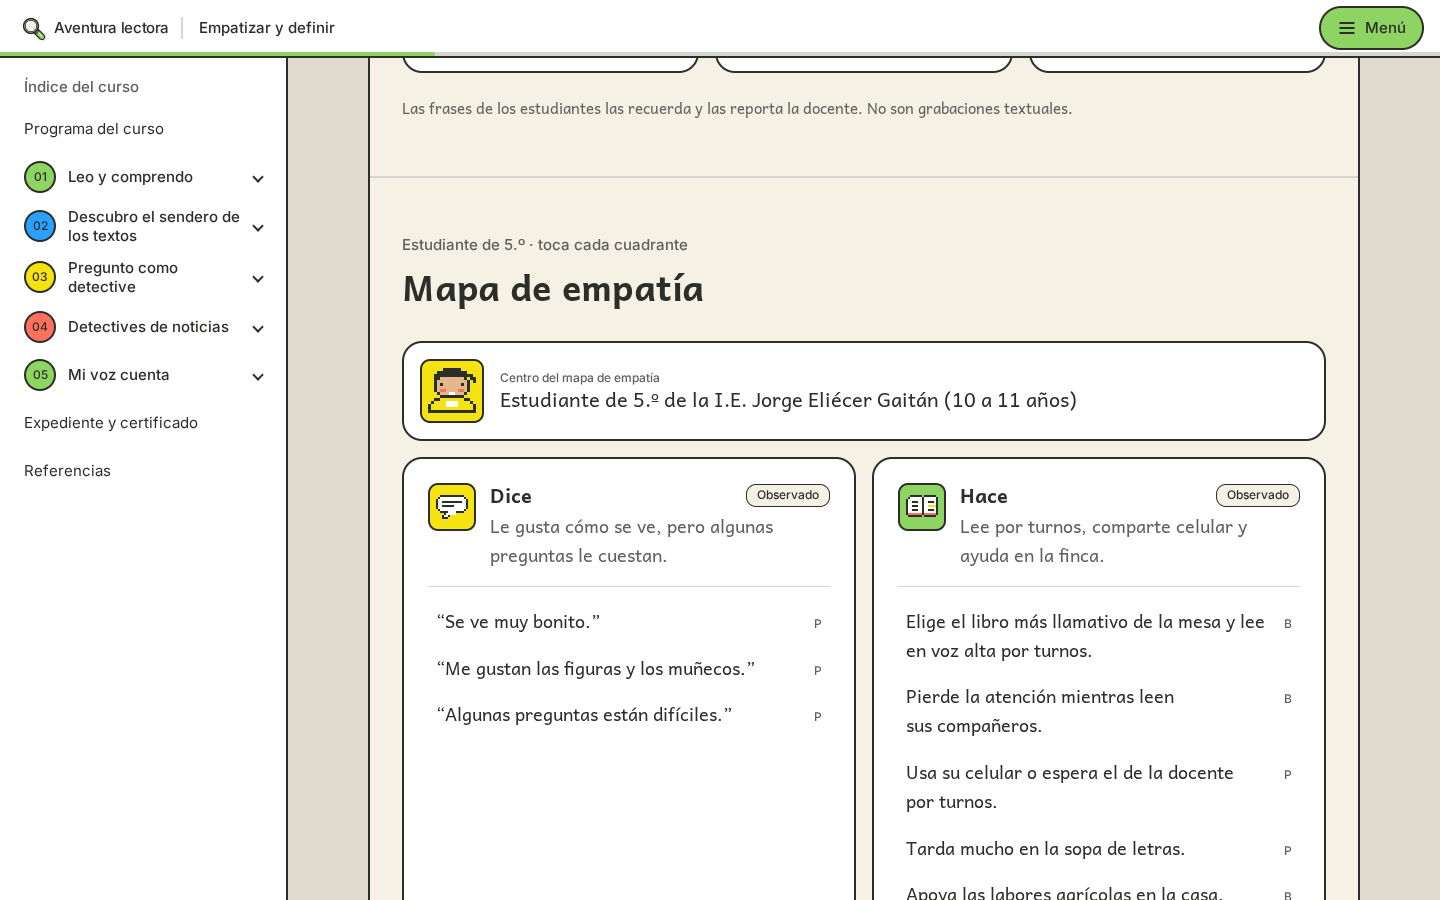 Aventura lectora
Empatizar y definir
Menú
Índice del curso
Programa del curso
01
Leo y comprendo
02
Descubro el sendero de
los textos
03
Pregunto como
detective
04
Detectives de noticias
05
Mi voz cuenta
Expediente y certificado
Referencias
Las frases de los estudiantes las recuerda y las reporta la docente. No son grabaciones textuales.
Estudiante de 5.º · toca cada cuadrante
Mapa de empatía
Centro del mapa de empatía
Estudiante de 5.º de la I.E. Jorge Eliécer Gaitán (10 a 11 años)
Dice
Observado
Le gusta cómo se ve, pero algunas
preguntas le cuestan.
“Se ve muy bonito.” P
“Me gustan las figuras y los muñecos.” P
“Algunas preguntas están difíciles.” P
Hace
Observado
Lee por turnos, comparte celular y
ayuda en la finca.
Elige el libro más llamativo de la mesa y lee B
en voz alta por turnos.
Pierde la atención mientras leen B
sus compañeros.
Usa su celular o espera el de la docente P
por turnos.
Tarda mucho en la sopa de letras. P
Apoya las labores agrícolas en la casa. B